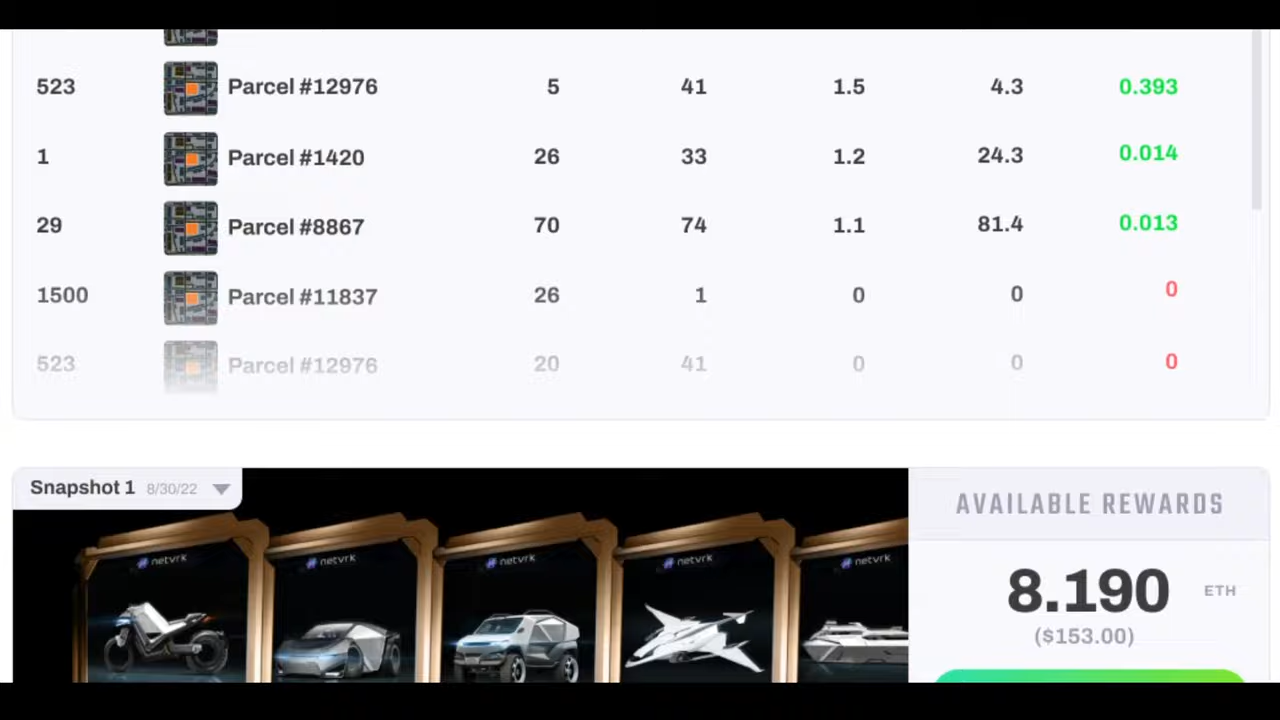 523 Parcel #12976 5 41 1.5 4.3 0.393
1 Parcel #1420 26 33 1.2 24.3 0.014
29 Parcel #8867 70 74 1.1 81.4 0.013
1500 Parcel #11837 26 1 0 0 0
523 Parcel #12976 20 41 0 0 0
Snapshot 1 8/30/22
AVAILABLE REWARDS
netvrk netvrk netvrk netvrk netvrk
8.190 ETH
($153.00)